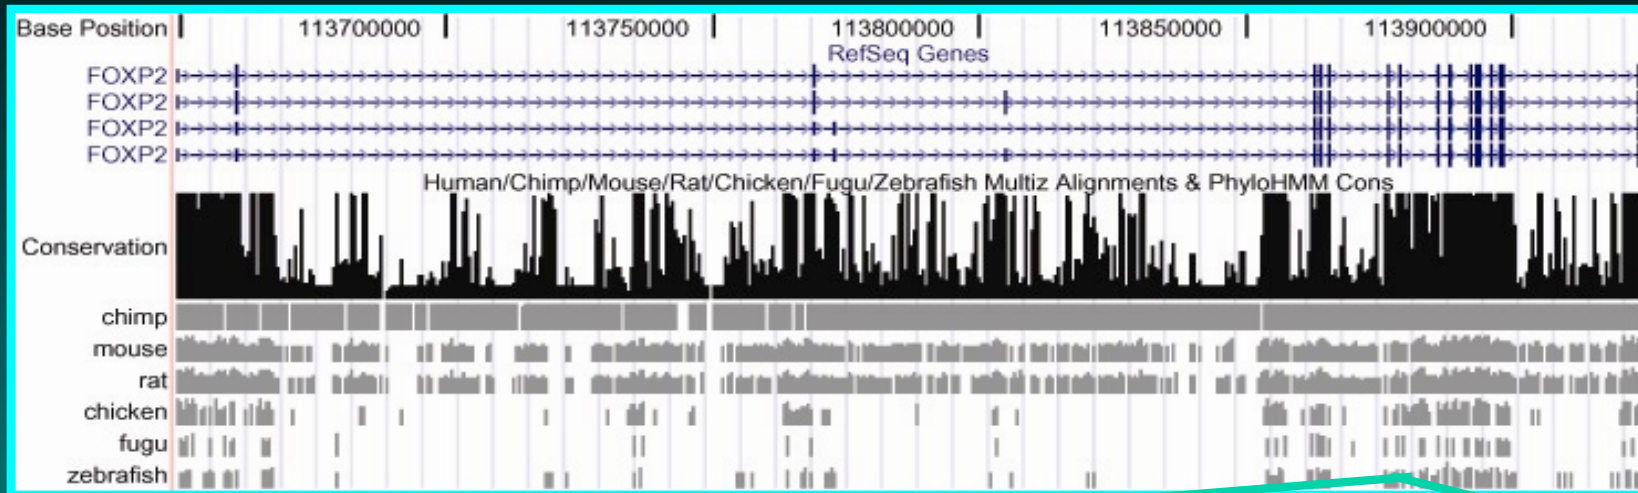 Base Position 113700000 113750000 113800000 113850000 113900000
RefSeq Genes
FOXP2
FOXP2
FOXP2
FOXP2
Human/Chimp/Mouse/Rat/Chicken/Fugu/Zebrafish Multiz Alignments & PhyloHMM Cons
Conservation
chimp
mouse
rat
chicken
fugu
zebrafish